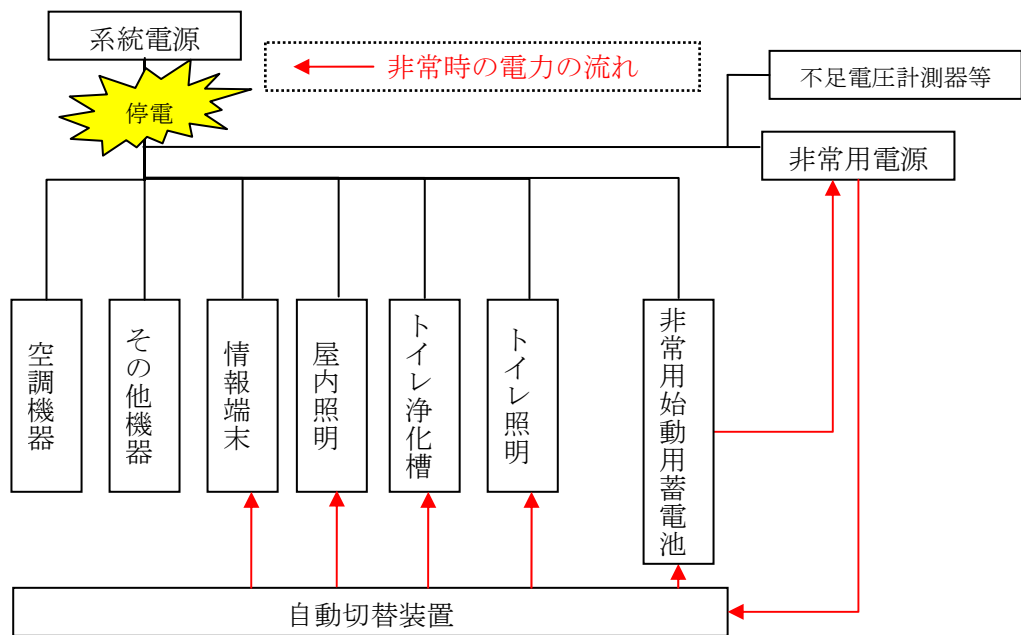 系統電源
非常時の電力の流れ
不足電圧計測器等
停電
非常用電源
空調機器
その他機器
情報端末
屋内照明
トイレ浄化槽
トイレ照明
非常用始動用蓄電池
自動切替装置